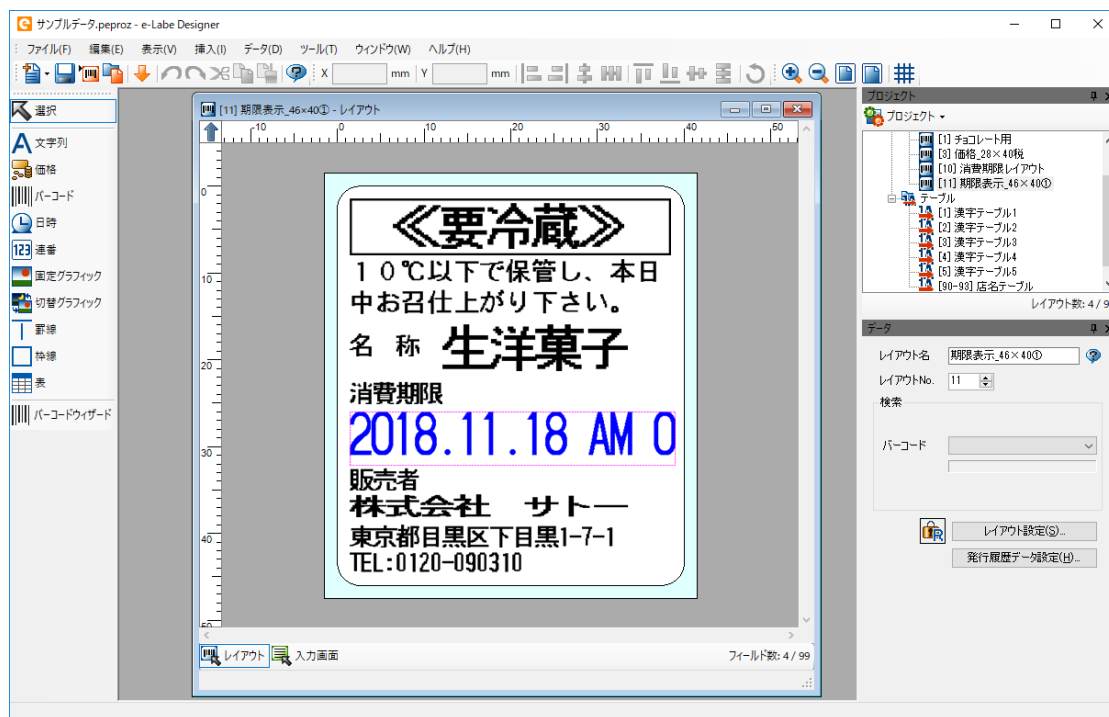 サンプルデータ.peproz - e-Labe Designer
ファイル(F) 編集(E) 表示(V) 挿入(I) データ(D) ツール(T) ウィンドウ(W) ヘルプ(H)
X mm Y mm
選択
文字列
価格
バーコード
日時
123 連番
固定グラフィック
切替グラフィック
罫線
枠線
表
バーコードウィザード
[11] 期限表示_46×40① - レイアウト
-10 0 10 20 30 40 50
0
10
20
30
40
50
≪要冷蔵≫
10℃以下で保管し、本日
中お召仕上がり下さい。
名 称 生洋菓子
消費期限
2018.11.18 AM 0
販売者
株式会社 サトー
東京都目黒区下目黒1-7-1
TEL:0120-090310
レイアウト 入力画面 フィールド数: 4 / 99
プロジェクト
プロジェクト
[1] チョコレート用
[3] 価格_28×40税
[10] 消費期限レイアウト
[11] 期限表示_46×40①
テーブル
[1] 漢字テーブル1
[2] 漢字テーブル2
[3] 漢字テーブル3
[4] 漢字テーブル4
[5] 漢字テーブル5
[90-93] 店名テーブル
レイアウト数: 4 / 9
データ
レイアウト名 期限表示_46×40①
レイアウトNo. 11
検索
バーコード
レイアウト設定(S)...
発行履歴データ設定(H)...